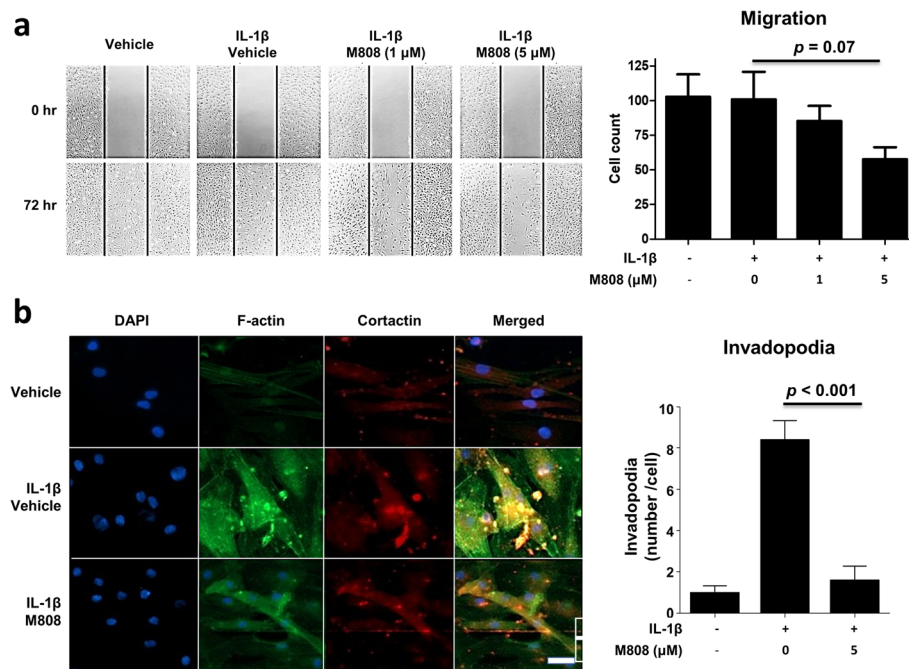 a
Vehicle
IL-1β
Vehicle
IL-1β
M808 (1 µM)
IL-1β
M808 (5 µM)
0 hr
72 hr
Migration
p = 0.07
Cell count
125
100
75
50
25
0
IL-1β - + + +
M808 (µM) - 0 1 5
b
DAPI F-actin Cortactin Merged
Vehicle
IL-1β
Vehicle
IL-1β
M808
Invadopodia
p < 0.001
Invadopodia
(number /cell)
10
8
6
4
2
0
IL-1β - + +
M808 (µM) - 0 5